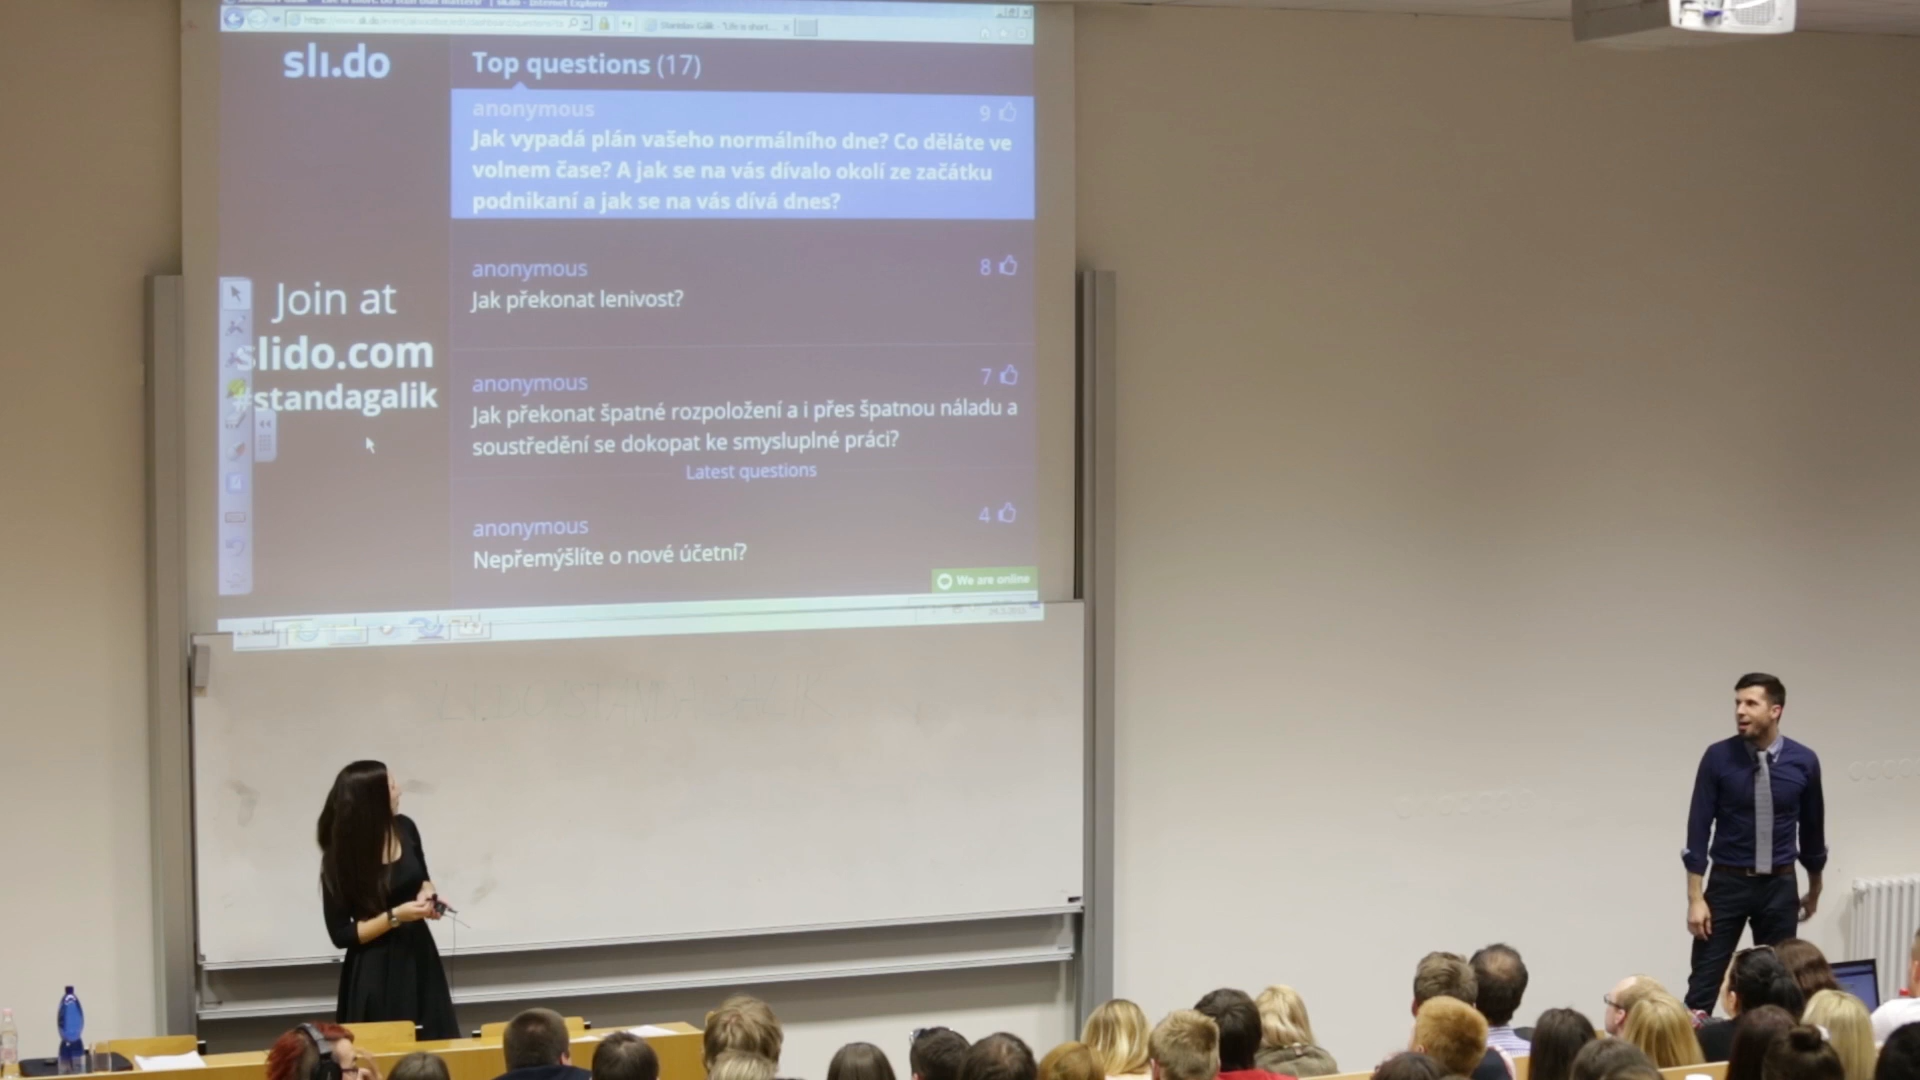 sli.do
Top questions (17)
anonymous
9
Jak vypadá plán vašeho normálního dne? Co děláte ve
volnem čase? A jak se na vás dívalo okolí ze začátku
podnikaní a jak se na vás dívá dnes?
anonymous
8
Jak překonat lenivost?
Join at
slido.com
#standagalik
anonymous
7
Jak překonat špatné rozpoložení a i přes špatnou náladu a
soustředění se dokopat ke smysluplné práci?
Latest questions
anonymous
4
Nepřemýšlíte o nové účetní?
We are online